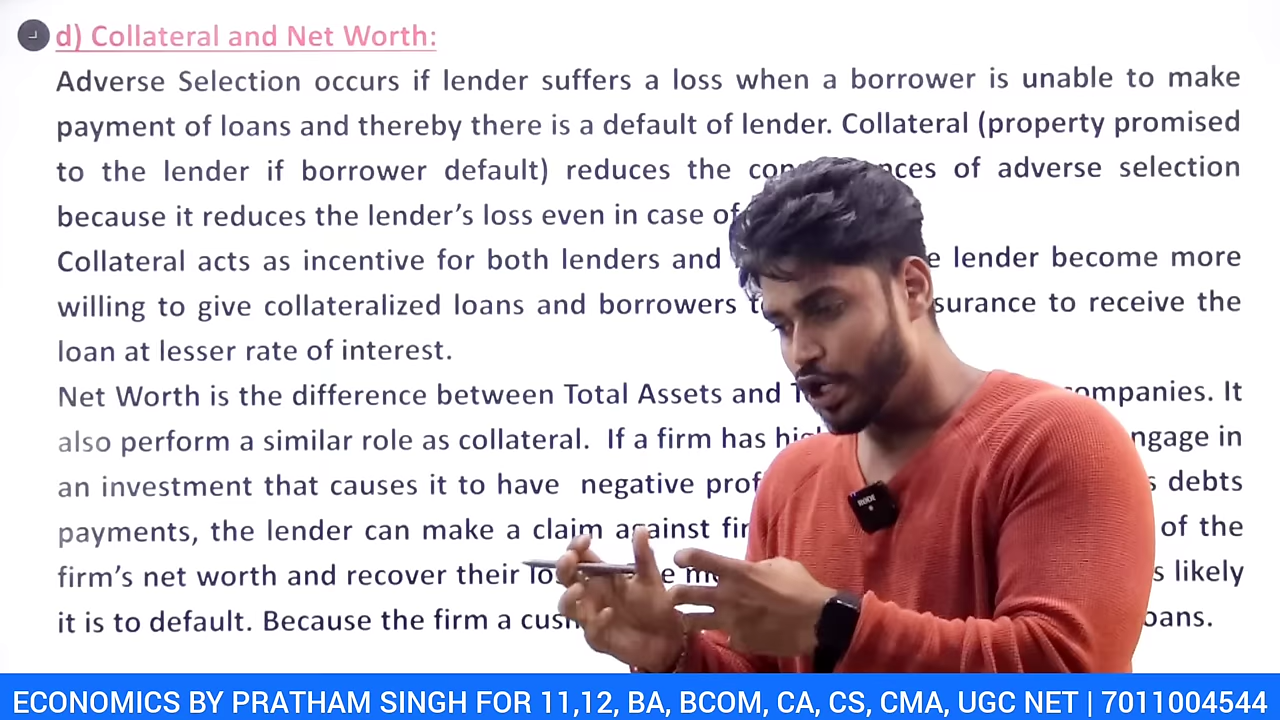 d) Collateral and Net Worth:
Adverse Selection occurs if lender suffers a loss when a borrower is unable to make
payment of loans and thereby there is a default of lender. Collateral (property promised
to the lender if borrower default) reduces the of adverse selection
because it reduces the lender’s loss even in case of
Collateral acts as incentive for both lenders and lender become more
willing to give collateralized loans and borrowers to receive the
loan at lesser rate of interest.
Net Worth is the difference between Total Assets and companies. It
also perform a similar role as collateral. If a firm has in
an investment that causes it to have negative debts
payments, the lender can make a claim against of the
firm’s net worth and recover their likely
it is to default. Because the firm a
RODE
ECONOMICS BY PRATHAM SINGH FOR 11,12, BA, BCOM, CA, CS, CMA, UGC NET | 7011004544